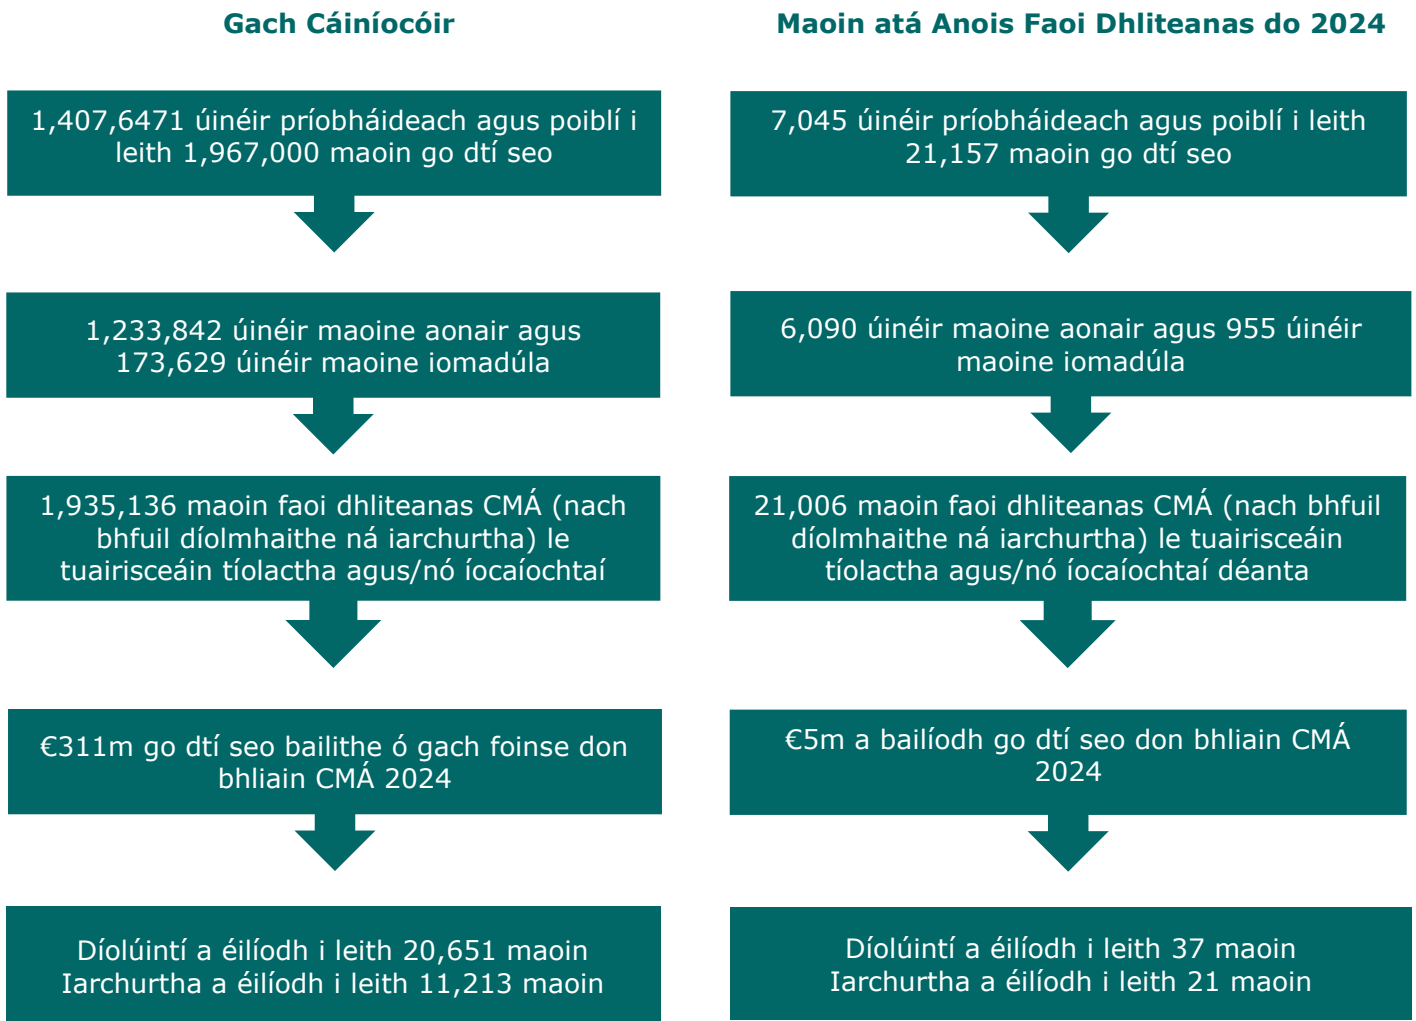 Gach Cáiníocóir
1,407,6471 úinéir príobháideach agus poiblí i
leith 1,967,000 maoin go dtí seo
1,233,842 úinéir maoine aonair agus
173,629 úinéir maoine iomadúla
1,935,136 maoin faoi dhliteanas CMÁ (nach
bhfuil díolmhaithe ná iarchurtha) le
tuairisceáin tíolactha agus/nó íocaíochtaí
€311m go dtí seo bailithe ó gach foinse don
bhliain CMÁ 2024
Díolúintí a éilíodh i leith 20,651 maoin
Iarchurtha a éilíodh i leith 11,213 maoin
Maoin atá Anois Faoi Dhliteanas do 2024
7,045 úinéir príobháideach agus poiblí i leith
21,157 maoin go dtí seo
6,090 úinéir maoine aonair agus 955 úinéir
maoine iomadúla
21,006 maoin faoi dhliteanas CMÁ (nach bhfuil
díolmhaithe ná iarchurtha) le tuairisceáin
tíolactha agus/nó íocaíochtaí déanta
€5m a bailíodh go dtí seo don bhliain CMÁ
2024
Díolúintí a éilíodh i leith 37 maoin
Iarchurtha a éilíodh i leith 21 maoin